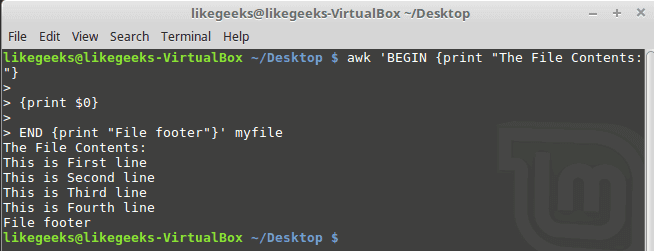 likegeeks@likegeeks-VirtualBox ~/Desktop
File Edit View Search Terminal Help
likegeeks@likegeeks-VirtualBox ~/Desktop $ awk 'BEGIN {print "The File Contents:
"}
>
> {print $0}
>
> END {print "File footer"}' myfile
The File Contents:
This is First line
This is Second line
This is Third line
This is Fourth line
File footer
likegeeks@likegeeks-VirtualBox ~/Desktop $